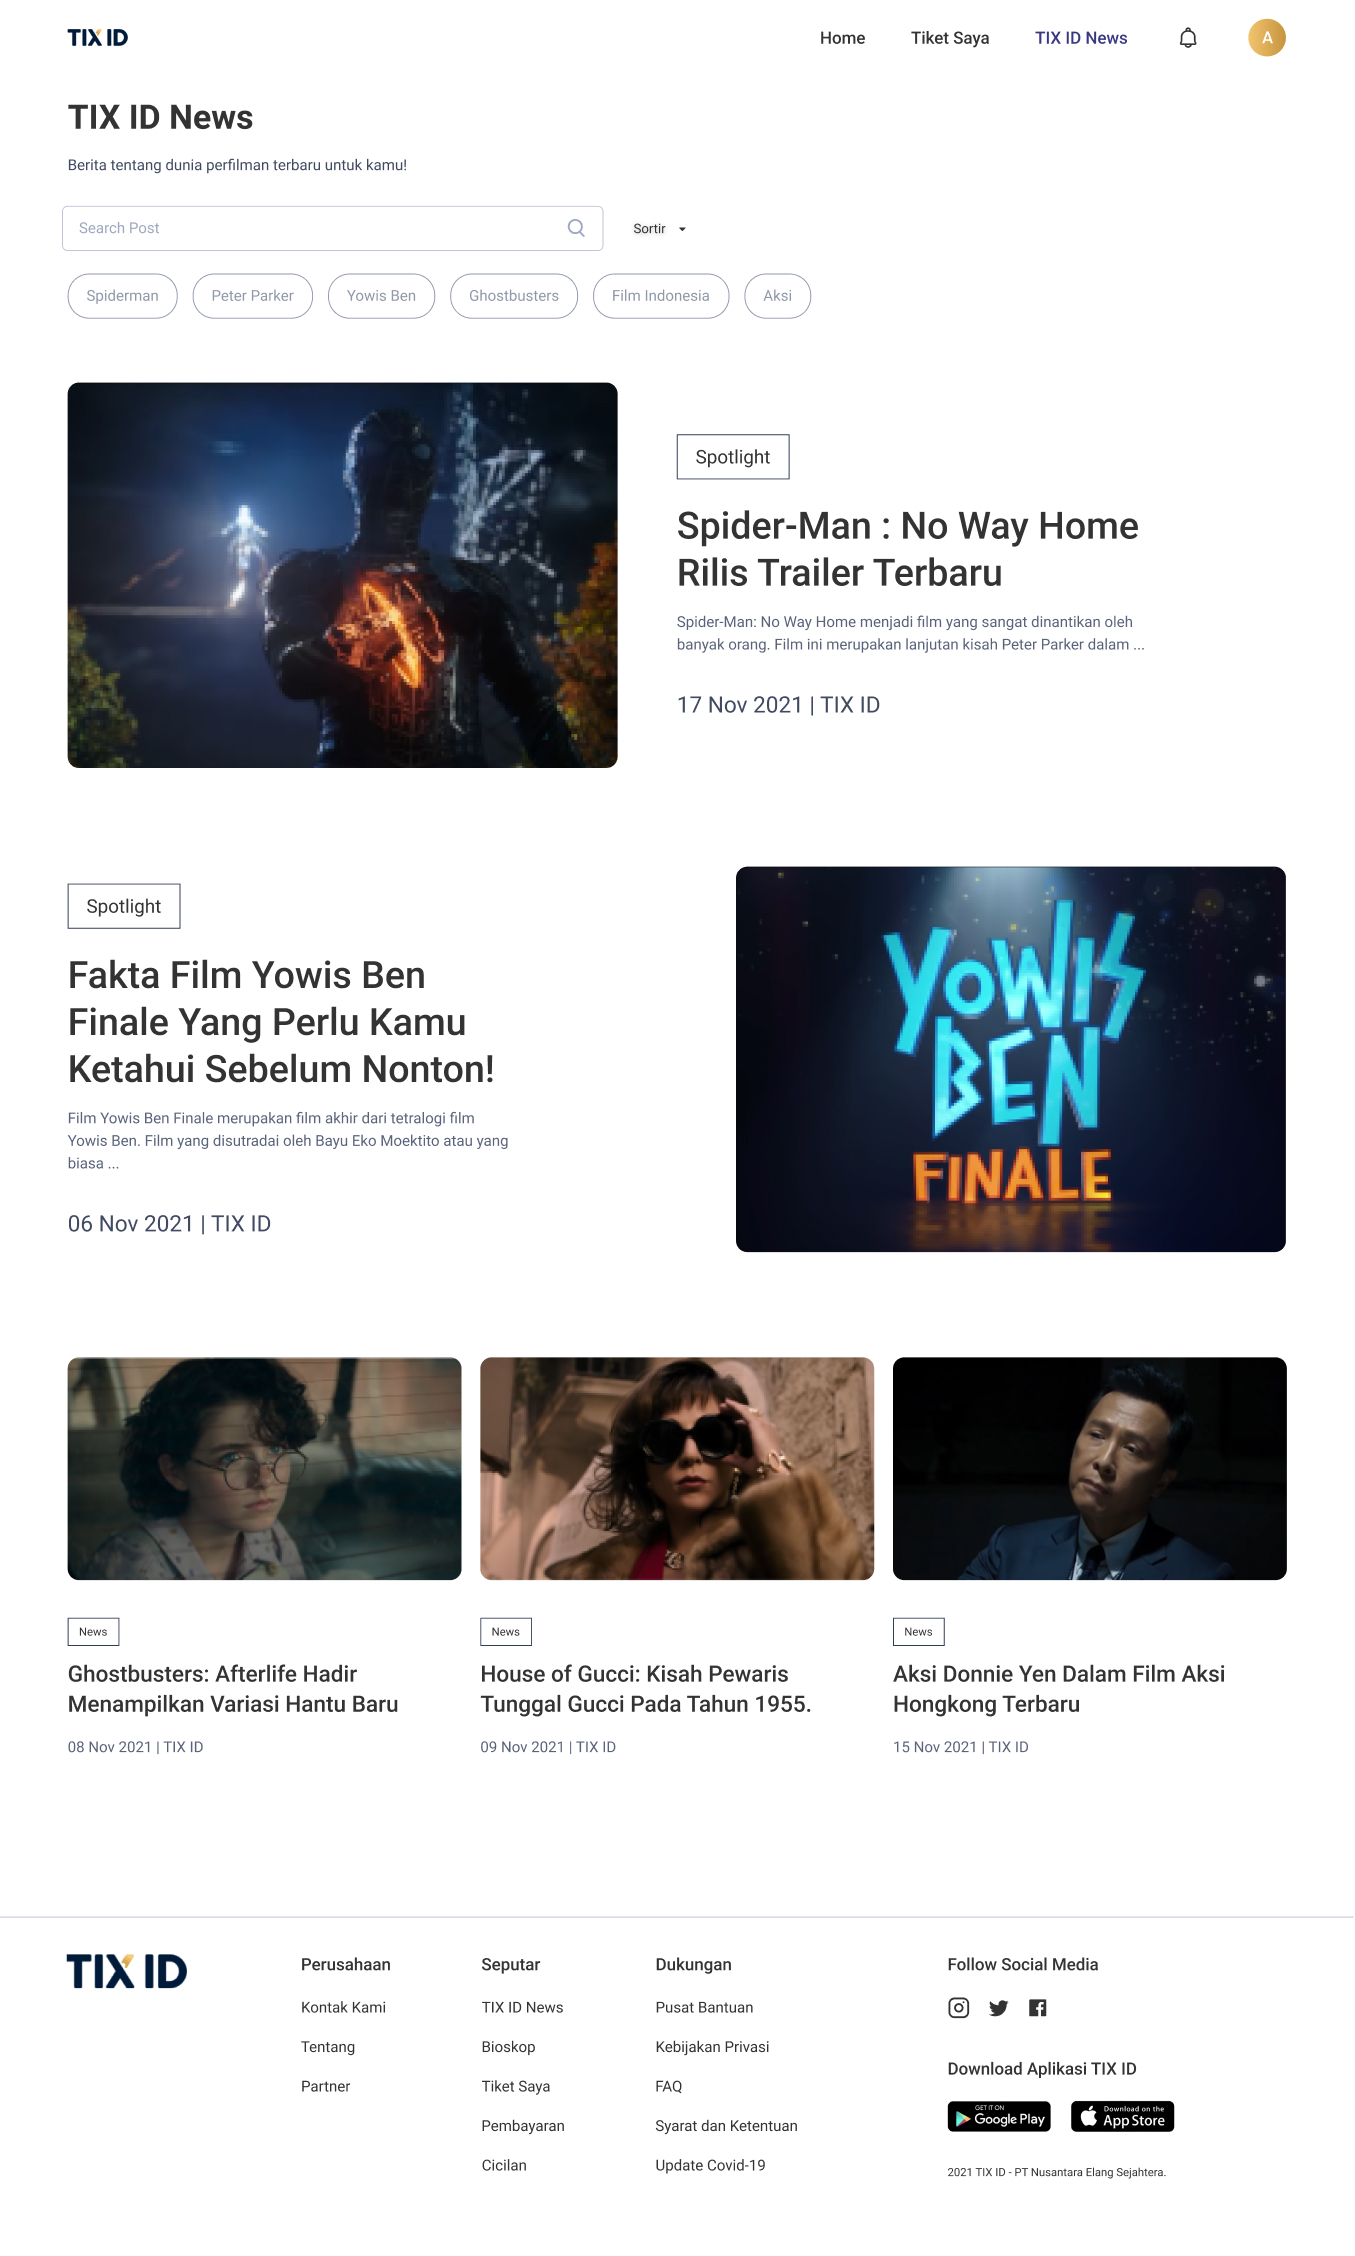 TIX ID
Home
Tiket Saya
TIX ID News
A
TIX ID News
Berita tentang dunia perfilman terbaru untuk kamu!
Search Post
Sortir
Spiderman
Peter Parker
Yowis Ben
Ghostbusters
Film Indonesia
Aksi
Spotlight
Spider-Man : No Way Home
Rilis Trailer Terbaru
Spider-Man: No Way Home menjadi film yang sangat dinantikan oleh
banyak orang. Film ini merupakan lanjutan kisah Peter Parker dalam ...
17 Nov 2021 | TIX ID
Spotlight
Fakta Film Yowis Ben
Finale Yang Perlu Kamu
Ketahui Sebelum Nonton!
Film Yowis Ben Finale merupakan film akhir dari tetralogi film
Yowis Ben. Film yang disutradai oleh Bayu Eko Moektito atau yang
biasa ...
06 Nov 2021 | TIX ID
YOWIS
BEN
FINALE
News
Ghostbusters: Afterlife Hadir
Menampilkan Variasi Hantu Baru
08 Nov 2021 | TIX ID
News
House of Gucci: Kisah Pewaris
Tunggal Gucci Pada Tahun 1955.
09 Nov 2021 | TIX ID
News
Aksi Donnie Yen Dalam Film Aksi
Hongkong Terbaru
15 Nov 2021 | TIX ID
TIX ID
Perusahaan
Kontak Kami
Tentang
Partner
Seputar
TIX ID News
Bioskop
Tiket Saya
Pembayaran
Cicilan
Dukungan
Pusat Bantuan
Kebijakan Privasi
FAQ
Syarat dan Ketentuan
Update Covid-19
Follow Social Media
Download Aplikasi TIX ID
GET IT ON
Google Play
Download on the
App Store
2021 TIX ID - PT Nusantara Elang Sejahtera.